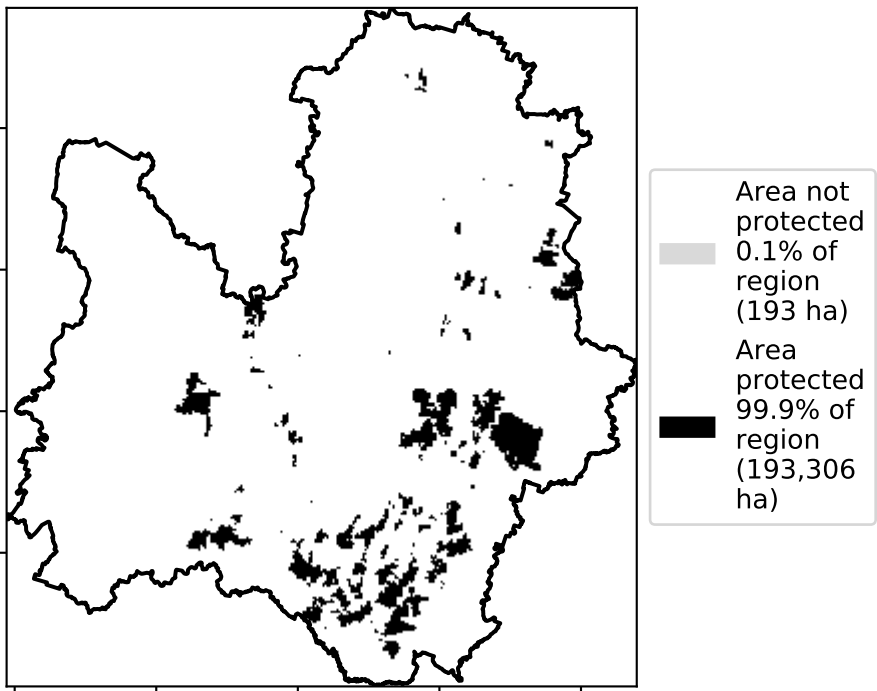 Area not
protected
0.1% of
region
(193 ha)
Area
protected
99.9% of
region
(193,306
ha)